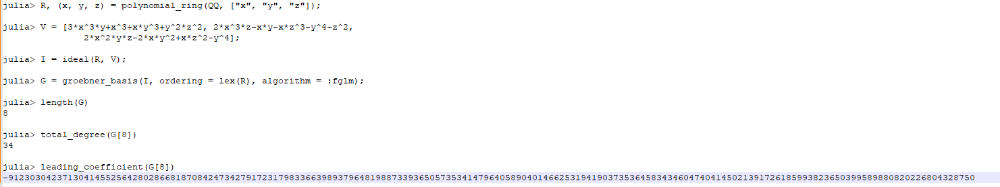 julia> R, (x, y, z) = polynomial_ring(QQ, ["x", "y", "z"]);
julia> V = [3*x^3*y+x^3+x*y^3+y^2*z^2, 2*x^3*z-x*y-x*z^3-y^4-z^2,
2*x^2*y*z-2*x*y^2+x*z^2-y^4];
julia> I = ideal(R, V);
julia> G = groebner_basis(I, ordering = lex(R), algorithm = :fglm);
julia> length(G)
8
julia> total_degree(G[8])
34
julia> leading_coefficient(G[8])
-91230304237130414552564280286681870842473427917231798336639893796481988733936505735341479640589040146625319419037353645834346047404145021391726185993823650399589880820226804328750